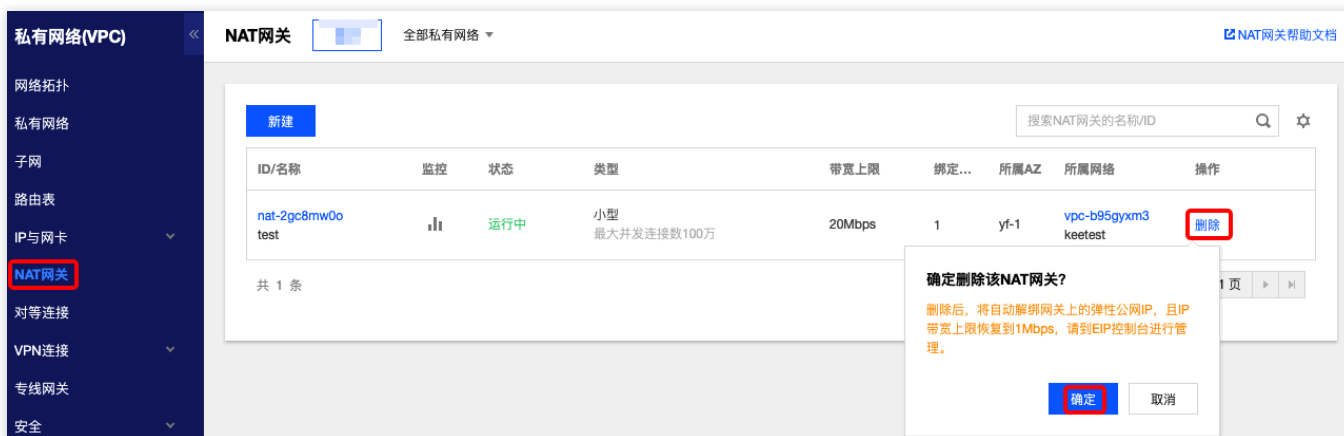 私有网络(VPC)
«
NAT网关
全部私有网络
NAT网关帮助文档
网络拓扑
私有网络
子网
路由表
IP与网卡
NAT网关
对等连接
VPN连接
专线网关
安全
新建
搜索NAT网关的名称/ID
ID/名称 监控 状态 类型 带宽上限 绑定... 所属AZ 所属网络 操作
nat-2gc8mw0o 运行中 小型 20Mbps 1 yf-1 vpc-b95gyxm3 删除
test 最大并发连接数100万 keetest
共 1 条
1 页
确定删除该NAT网关?
删除后，将自动解绑网关上的弹性公网IP，且IP
带宽上限恢复到1Mbps，请到EIP控制台进行管
理。
确定 取消